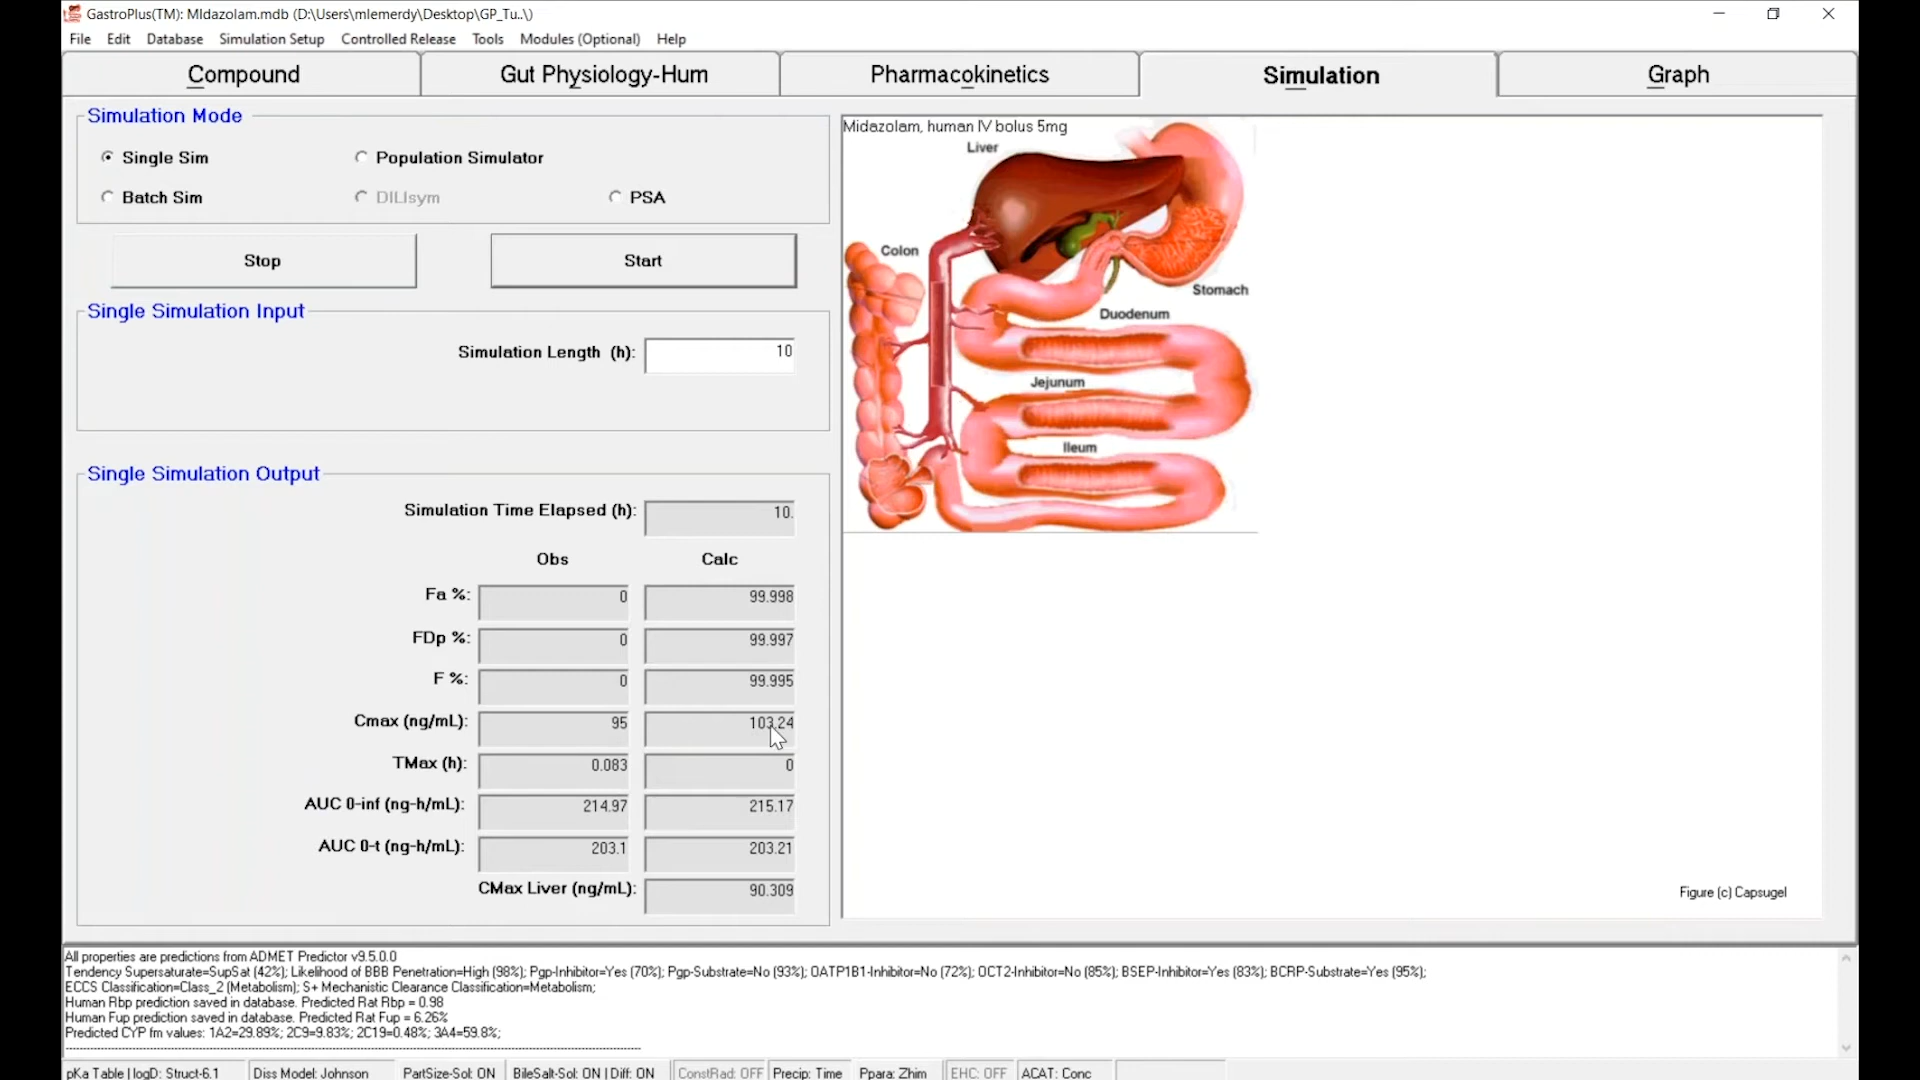 GastroPlus(TM): MIdazolam.mdb (D:\Users\mlemerdy\Desktop\GP_Tu..\)
File Edit Database Simulation Setup Controlled Release Tools Modules (Optional) Help
Compound Gut Physiology-Hum Pharmacokinetics Simulation Graph
Simulation Mode
Single Sim Population Simulator
Batch Sim DILIsym PSA
Stop Start
Single Simulation Input
Simulation Length (h): 10
Single Simulation Output
Simulation Time Elapsed (h): 10.
Obs Calc
Fa %: 0 99.998
FDp %: 0 99.997
F %: 0 99.995
Cmax (ng/mL): 95 103.24
TMax (h): 0.083 0
AUC 0-inf (ng-h/mL): 214.97 215.17
AUC 0-t (ng-h/mL): 203.1 203.21
CMax Liver (ng/mL): 90.309
Midazolam, human IV bolus 5mg
Liver
Colon
Stomach
Duodenum
Jejunum
Ileum
Figure (c) Capsugel
All properties are predictions from ADMET Predictor v9.5.0.0
Tendency Supersaturate=SupSat (42%); Likelihood of BBB Penetration=High (98%); Pgp-Inhibitor=Yes (70%); Pgp-Substrate=No (93%); OATP1B1-Inhibitor=No (72%); OCT2-Inhibitor=No (85%); BSEP-Inhibitor=Yes (83%); BCRP-Substrate=Yes (95%);
ECCS Classification=Class_2 (Metabolism); S+ Mechanistic Clearance Classification=Metabolism;
Human Rbp prediction saved in database. Predicted Rat Rbp = 0.98
Human Fup prediction saved in database. Predicted Rat Fup = 6.26%
Predicted CYP fm values: 1A2=29.89%; 2C9=9.83%; 2C19=0.48%; 3A4=59.8%;
pKa Table | logD: Struct-6.1 Diss Model: Johnson PartSize-Sol: ON BileSalt-Sol: ON | Diff: ON ConstRad: OFF Precip: Time Ppara: Zhim EHC: OFF ACAT: Conc